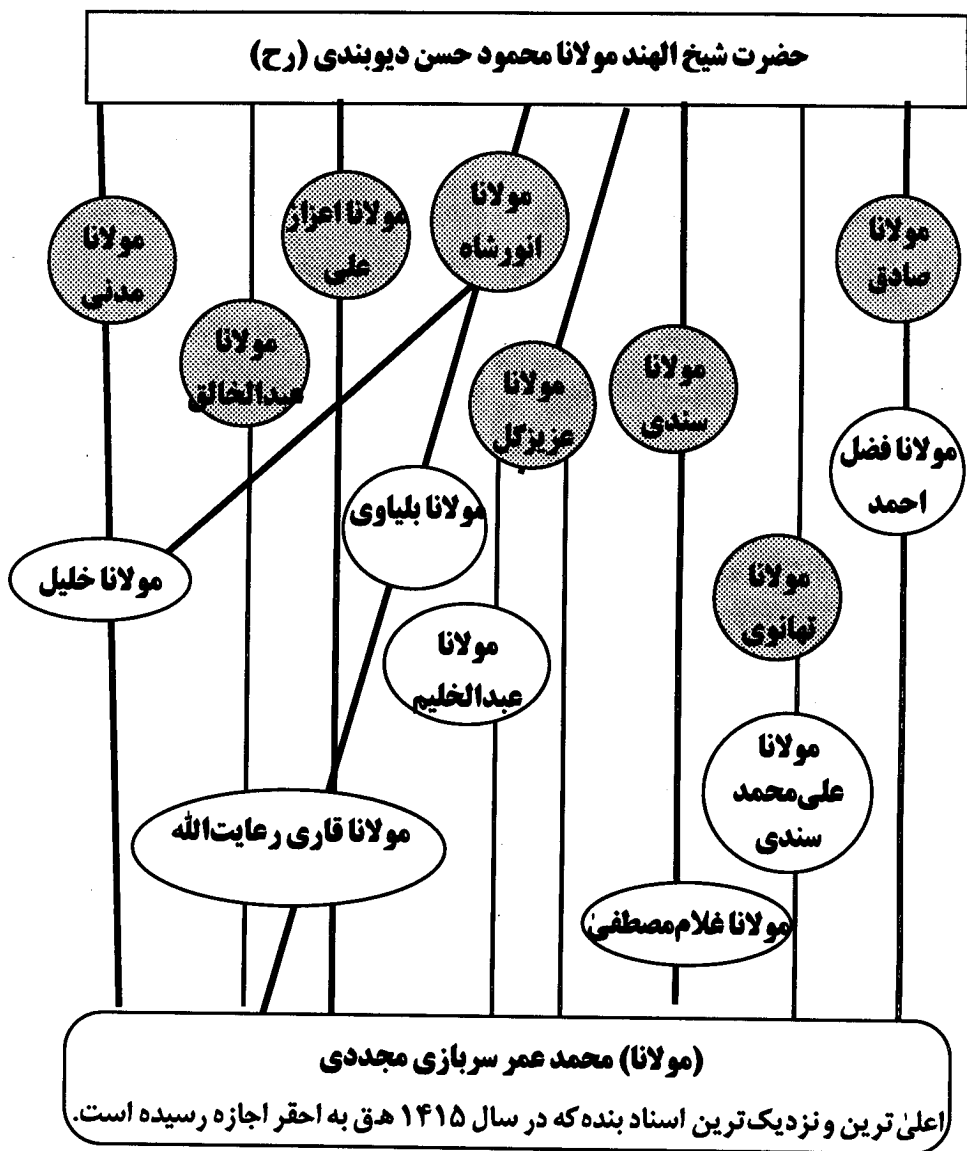 حضرت شیخ الهند مولانا محمود حسن دیوبندی (رح)
مولانا
صادق
مولانا
انورشاه
مولانا اعزاز
علی
مولانا
مدنی
مولانا
عبدالخالق
مولانا
سندی
مولانا
عزیزگل
مولانا فضل
احمد
مولانا بلیاوی
مولانا خلیل
مولانا
تهانوی
مولانا
عبدالخلیم
مولانا
علی‌محمد
سندی
مولانا قاری رعایت‌الله
مولانا غلام‌مصطفیٰ
(مولانا) محمد عمر سربازی مجددی
اعلیٰ ترین و نزدیک‌ترین اسناد بنده که در سال ۱۴۱۵ ه‍.ق به احقر اجازه رسیده است.